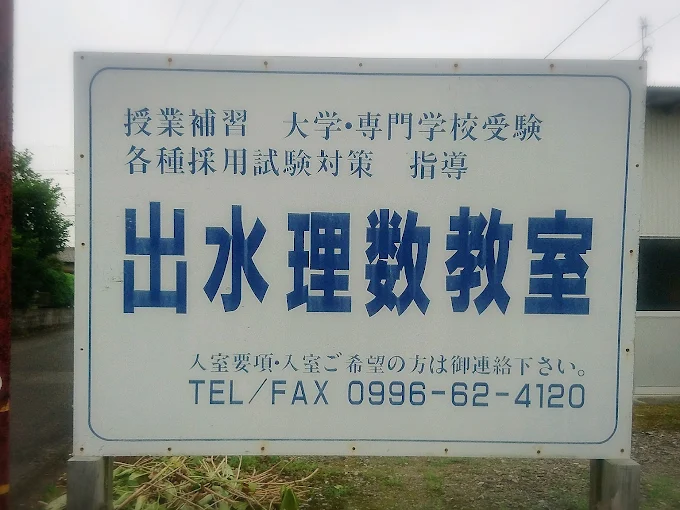 授業補習　大学・専門学校受験
各種採用試験対策　指導
出水理数教室
入室要項・入室ご希望の方は御連絡下さい。
TEL/FAX 0996-62-4120